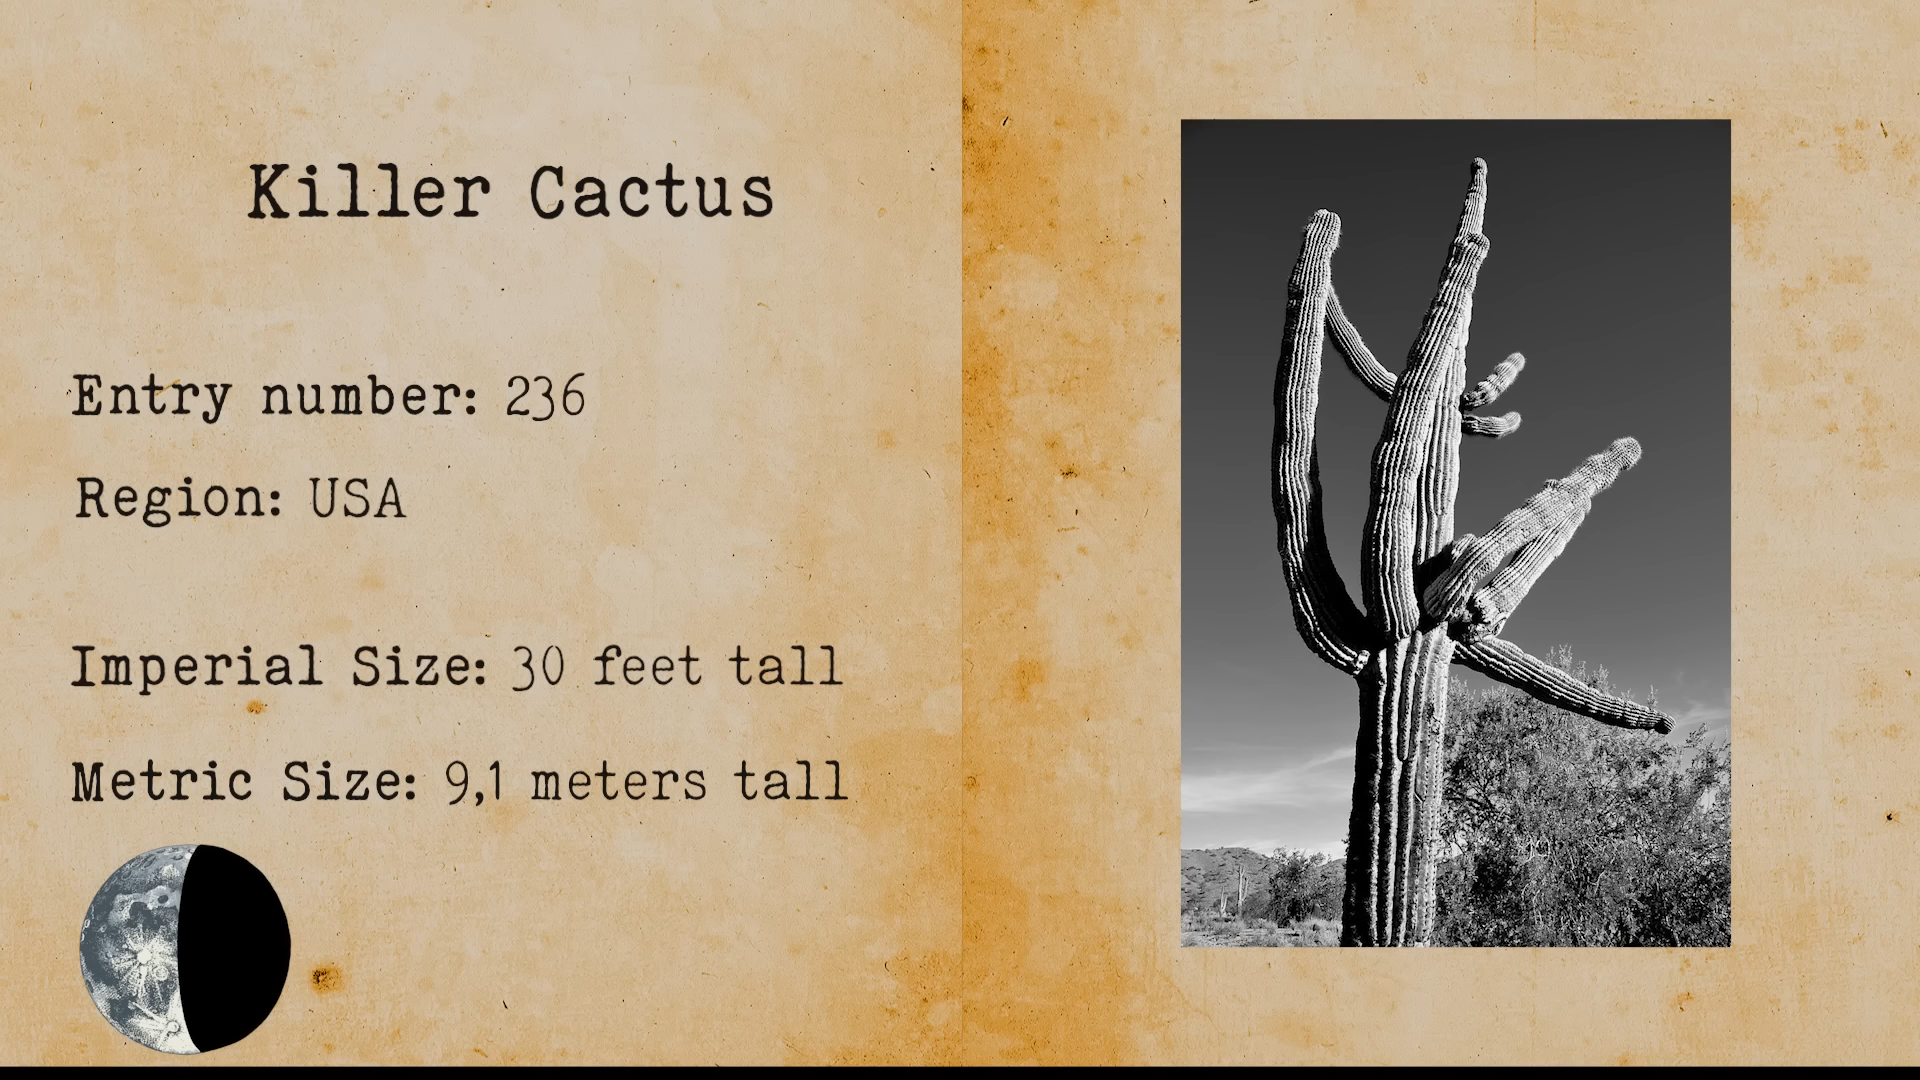 Killer Cactus
Entry number: 236
Region: USA
Imperial Size: 30 feet tall
Metric Size: 9,1 meters tall